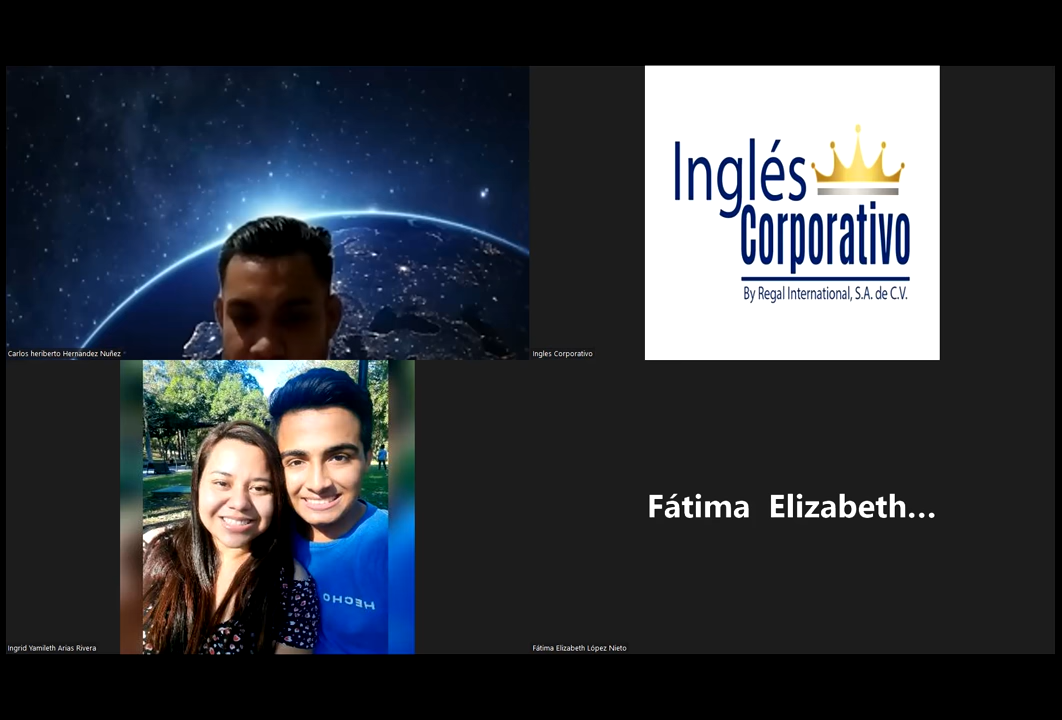 Inglés
Corporativo
By Regal International, S.A. de C.V.
Carlos heriberto Hernandez Nuñez
Ingles Corporativo
HECHO
Fátima Elizabeth...
Ingrid Yamileth Arias Rivera
Fátima Elizabeth López Nieto